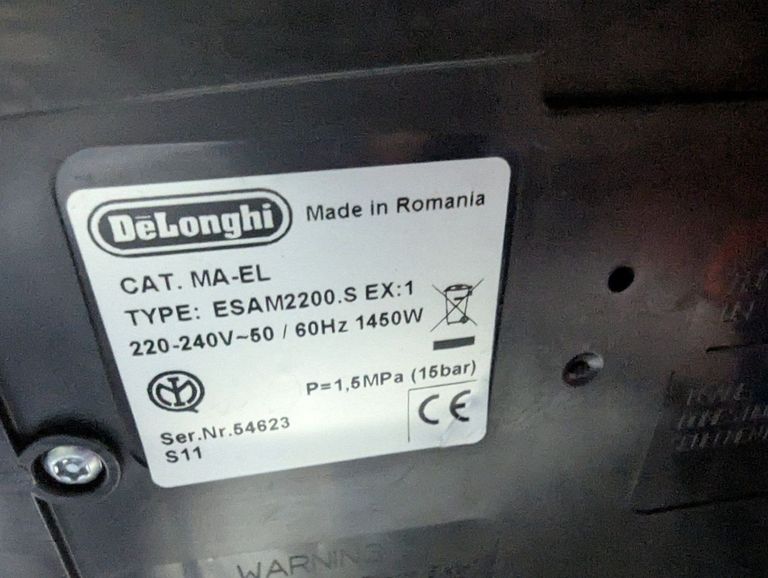 DēLonghi
Made in Romania
CAT. MA-EL
TYPE: ESAM2200.S EX:1
220-240V~50 / 60Hz 1450W
P=1,5MPa (15bar)
CE
Ser.Nr.54623
S11
WARNING